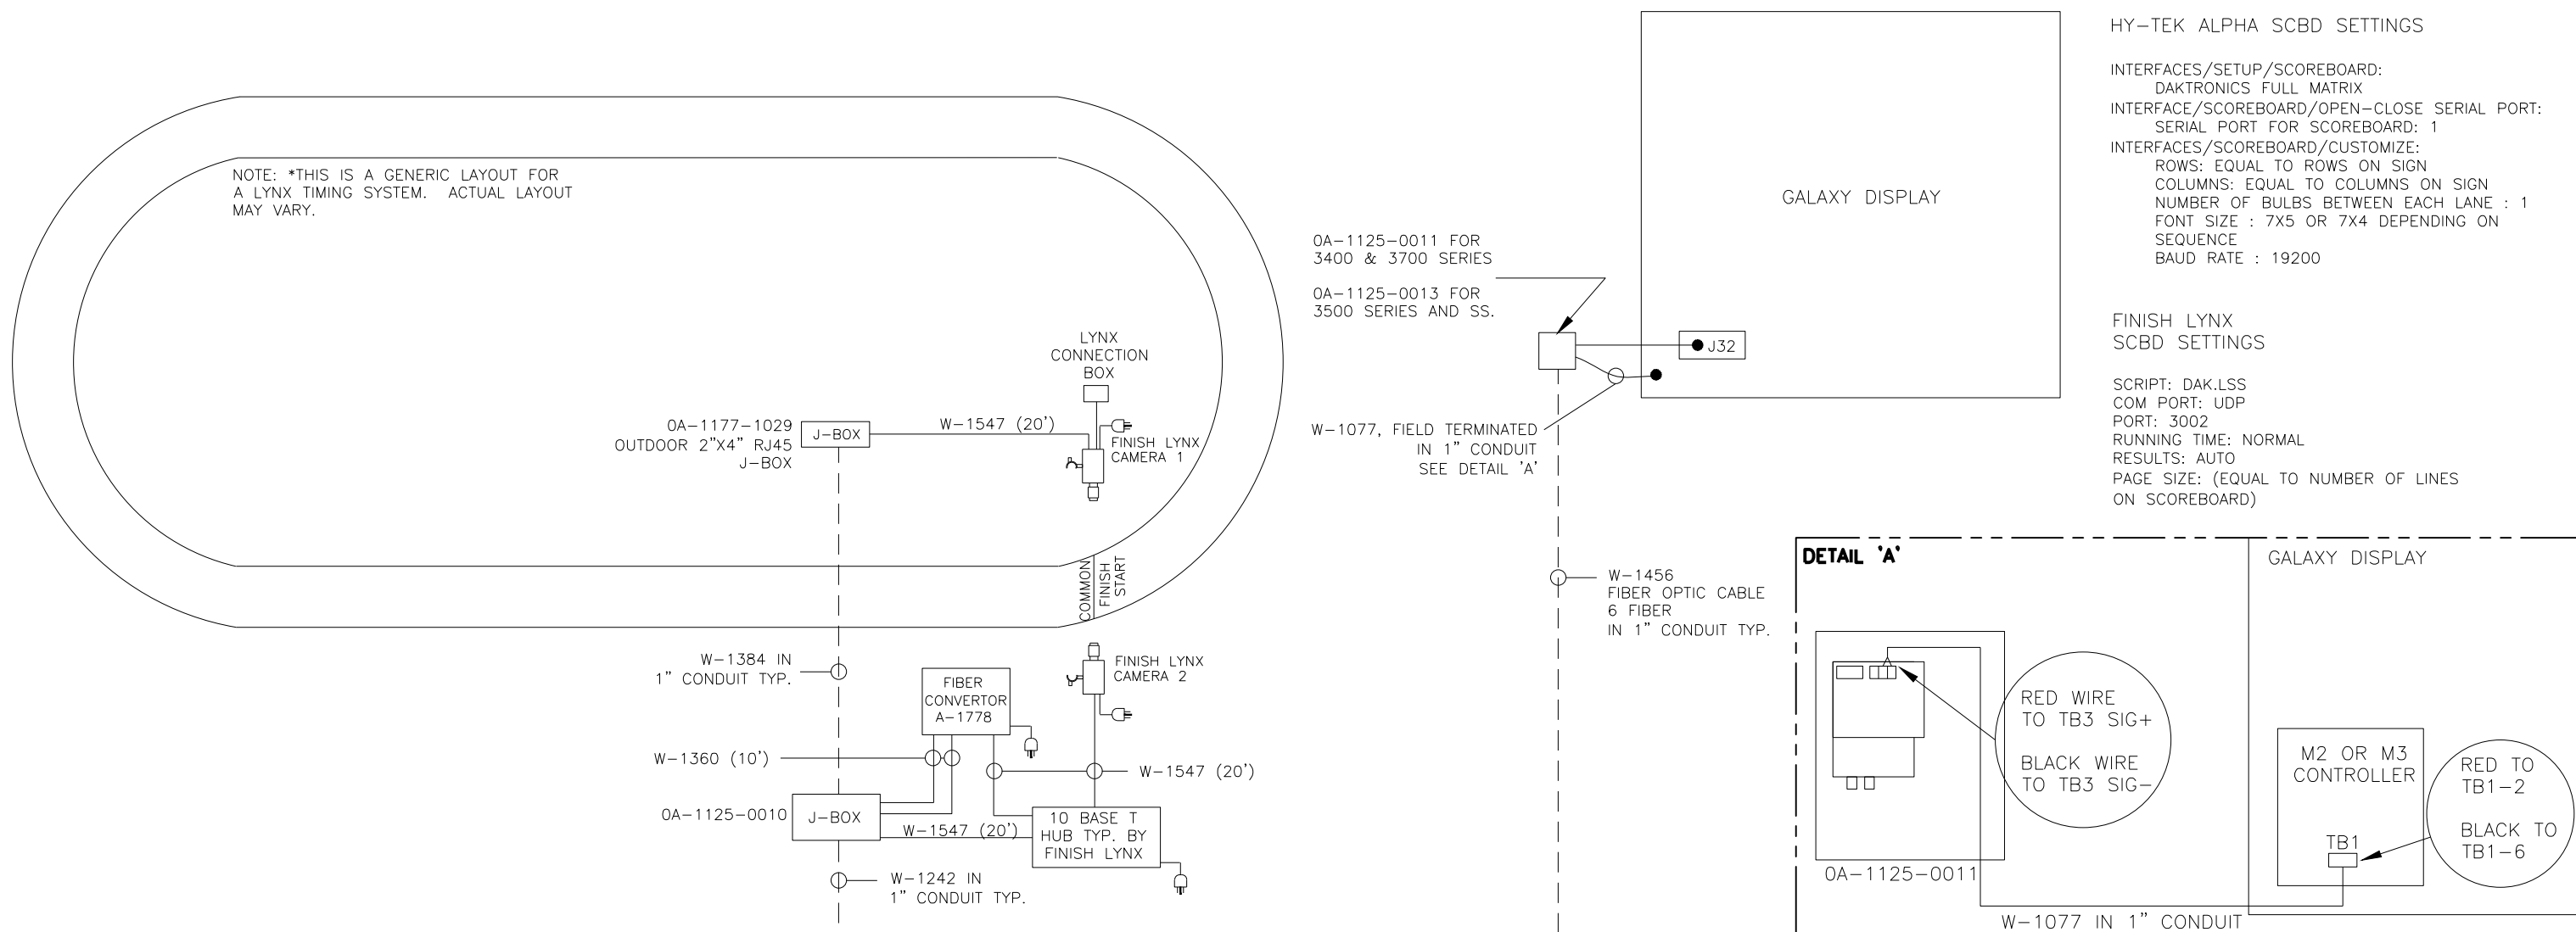 NOTE: *THIS IS A GENERIC LAYOUT FOR
A LYNX TIMING SYSTEM. ACTUAL LAYOUT
MAY VARY.
LYNX
CONNECTION
BOX
0A-1177-1029
OUTDOOR 2"X4" RJ45
J-BOX
J-BOX
W-1547 (20')
FINISH LYNX
CAMERA 1
COMMON
FINISH
START
W-1384 IN
1" CONDUIT TYP.
FIBER
CONVERTOR
A-1778
FINISH LYNX
CAMERA 2
W-1360 (10')
W-1547 (20')
0A-1125-0010
J-BOX
W-1547 (20')
10 BASE T
HUB TYP. BY
FINISH LYNX
W-1242 IN
1" CONDUIT TYP.
GALAXY DISPLAY
0A-1125-0011 FOR
3400 & 3700 SERIES
0A-1125-0013 FOR
3500 SERIES AND SS.
J32
W-1077, FIELD TERMINATED
IN 1" CONDUIT
SEE DETAIL 'A'
W-1456
FIBER OPTIC CABLE
6 FIBER
IN 1" CONDUIT TYP.
HY-TEK ALPHA SCBD SETTINGS
INTERFACES/SETUP/SCOREBOARD:
DAKTRONICS FULL MATRIX
INTERFACE/SCOREBOARD/OPEN-CLOSE SERIAL PORT:
SERIAL PORT FOR SCOREBOARD: 1
INTERFACES/SCOREBOARD/CUSTOMIZE:
ROWS: EQUAL TO ROWS ON SIGN
COLUMNS: EQUAL TO COLUMNS ON SIGN
NUMBER OF BULBS BETWEEN EACH LANE : 1
FONT SIZE : 7X5 OR 7X4 DEPENDING ON
SEQUENCE
BAUD RATE : 19200
FINISH LYNX
SCBD SETTINGS
SCRIPT: DAK.LSS
COM PORT: UDP
PORT: 3002
RUNNING TIME: NORMAL
RESULTS: AUTO
PAGE SIZE: (EQUAL TO NUMBER OF LINES
ON SCOREBOARD)
DETAIL 'A'
GALAXY DISPLAY
RED WIRE
TO TB3 SIG+
BLACK WIRE
TO TB3 SIG-
0A-1125-0011
M2 OR M3
CONTROLLER
TB1
RED TO
TB1-2
BLACK TO
TB1-6
W-1077 IN 1" CONDUIT